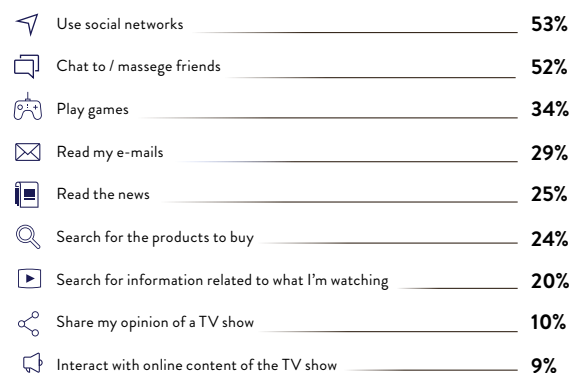 Use social networks 53%
Chat to / massege friends 52%
Play games 34%
Read my e-mails 29%
Read the news 25%
Search for the products to buy 24%
Search for information related to what I'm watching 20%
Share my opinion of a TV show 10%
Interact with online content of the TV show 9%